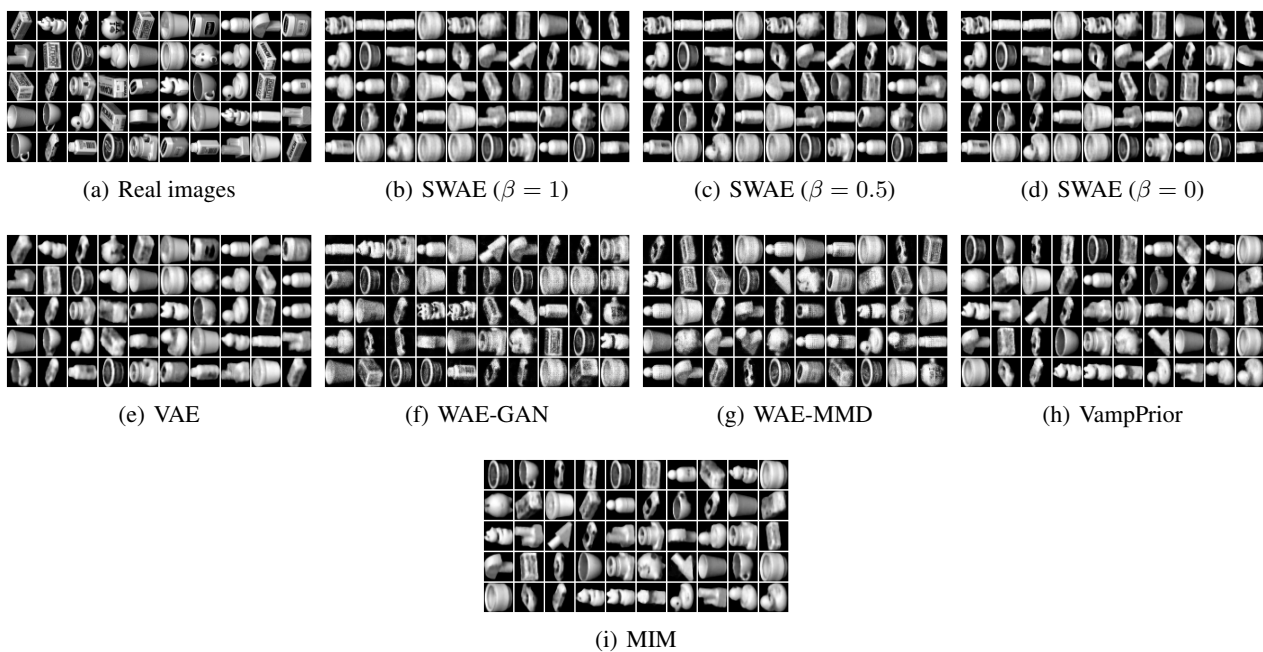 (a) Real images
(b) SWAE (β = 1)
(c) SWAE (β = 0.5)
(d) SWAE (β = 0)
(e) VAE
(f) WAE-GAN
(g) WAE-MMD
(h) VampPrior
(i) MIM